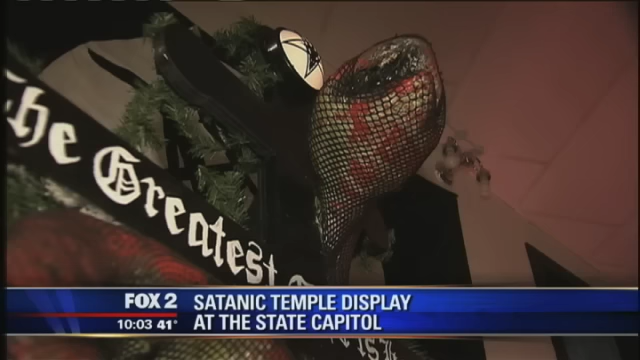 The Greatest
FOX 2
10:03 41°
SATANIC TEMPLE DISPLAY
AT THE STATE CAPITOL